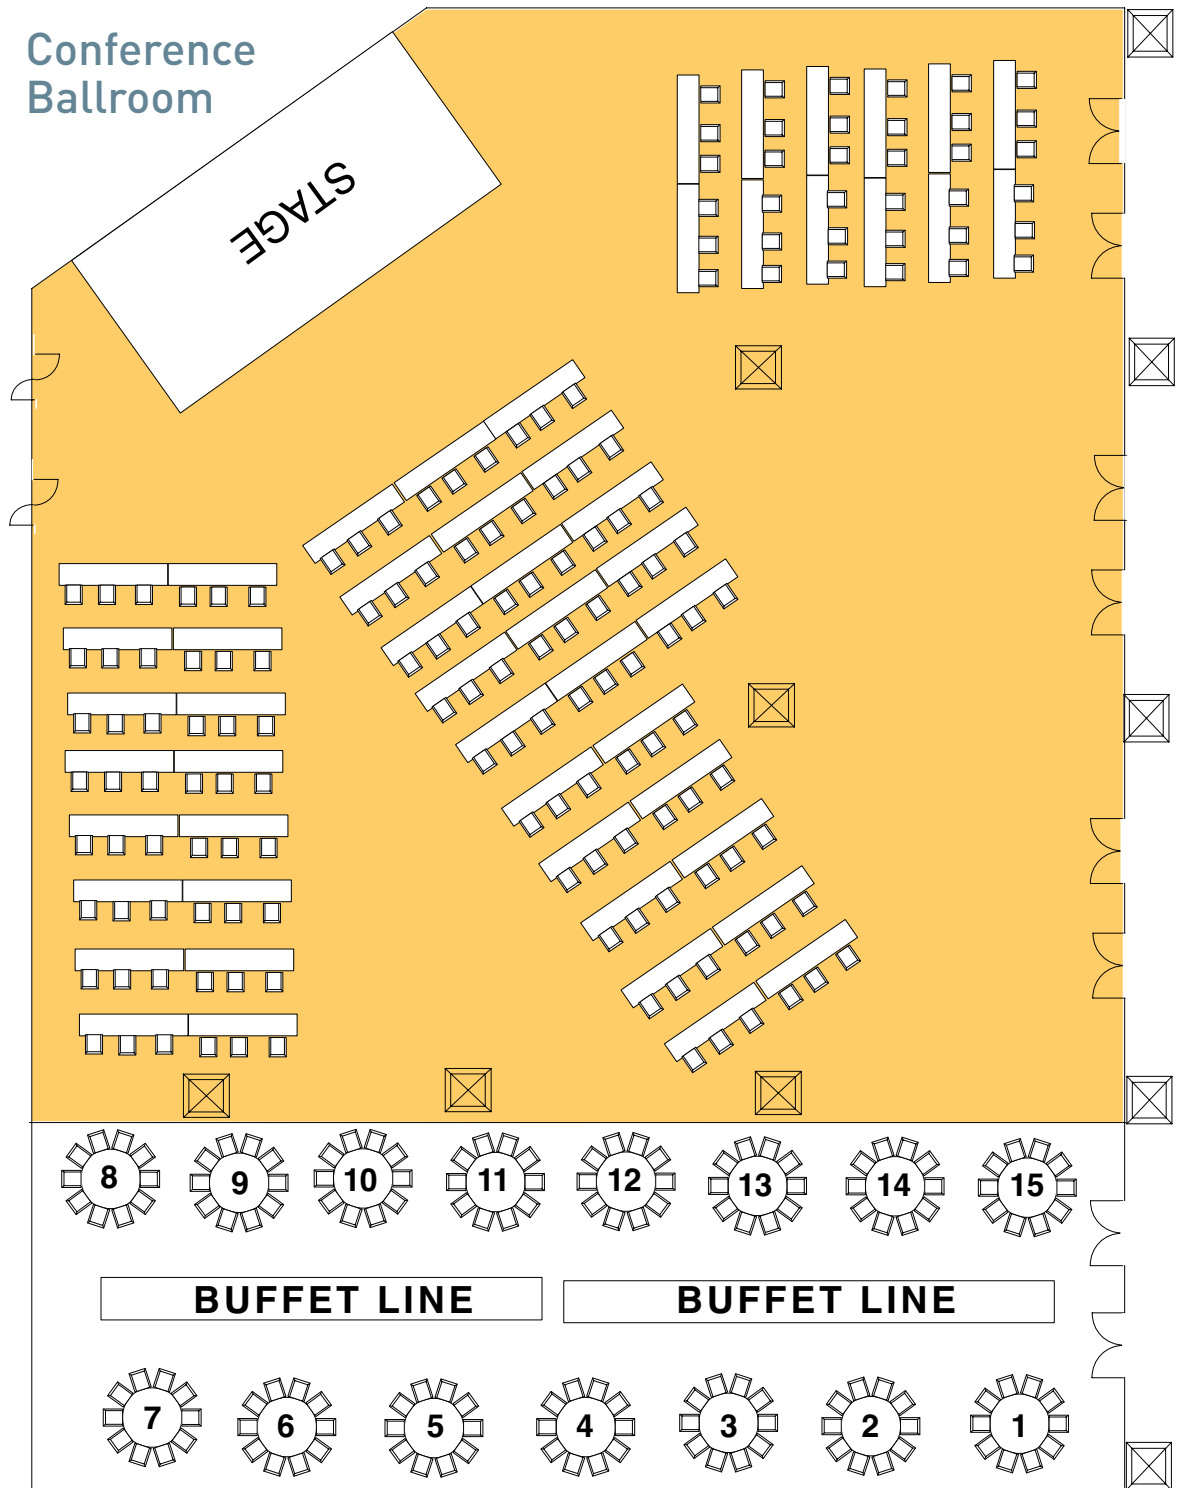 Conference
Ballroom
STAGE
8 9 10 11 12 13 14 15
BUFFET LINE BUFFET LINE
7 6 5 4 3 2 1